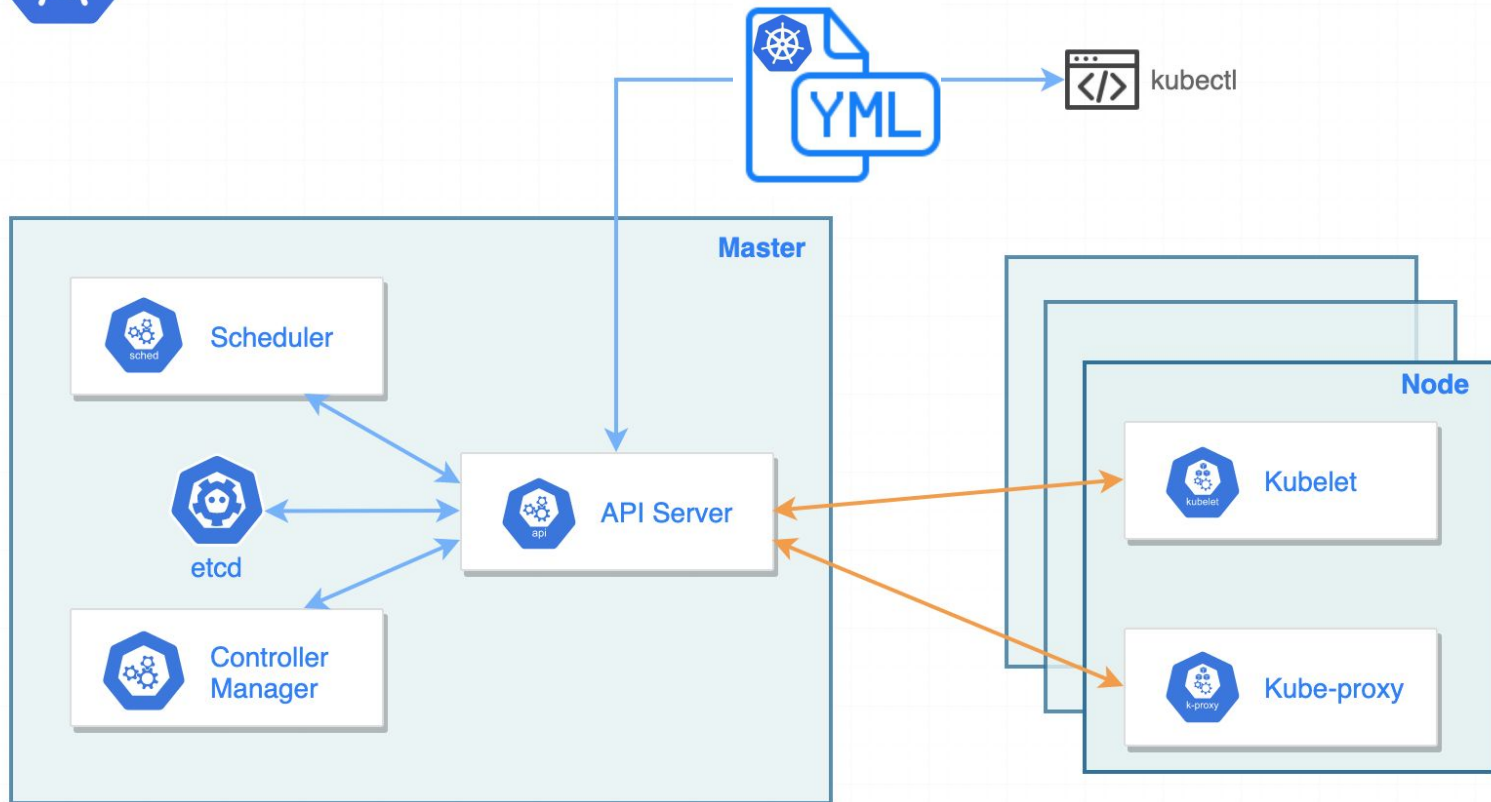 YML
</>
kubectl
Master
sched
Scheduler
etcd
api
API Server
Controller
Manager
Node
kubelet
Kubelet
k-proxy
Kube-proxy